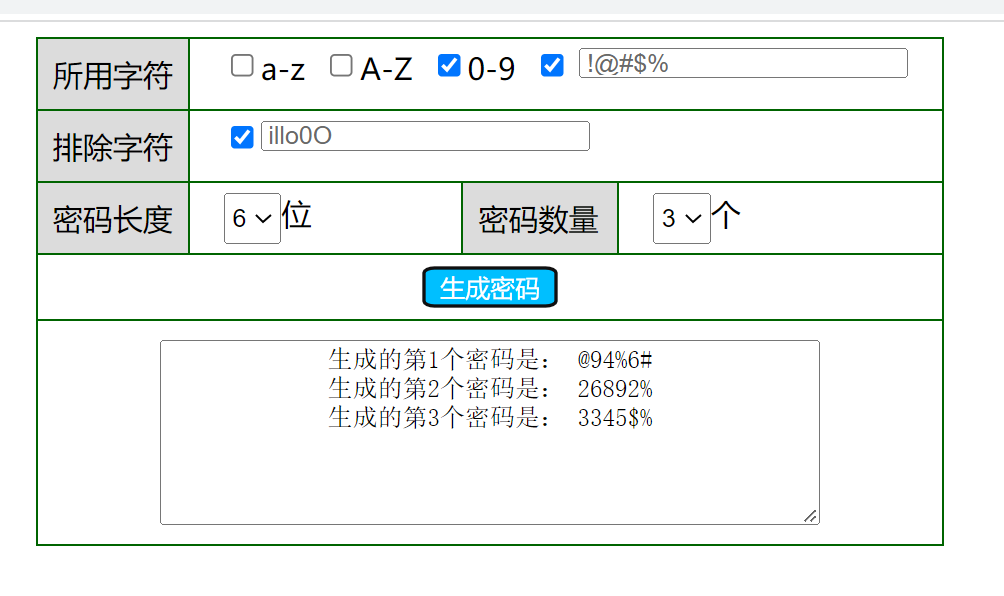 所用字符 a-z A-Z 0-9 !@#$%
排除字符 illo0O
密码长度 6 位 密码数量 3 个
生成密码
生成的第1个密码是： @94%6#
生成的第2个密码是： 26892%
生成的第3个密码是： 3345$%